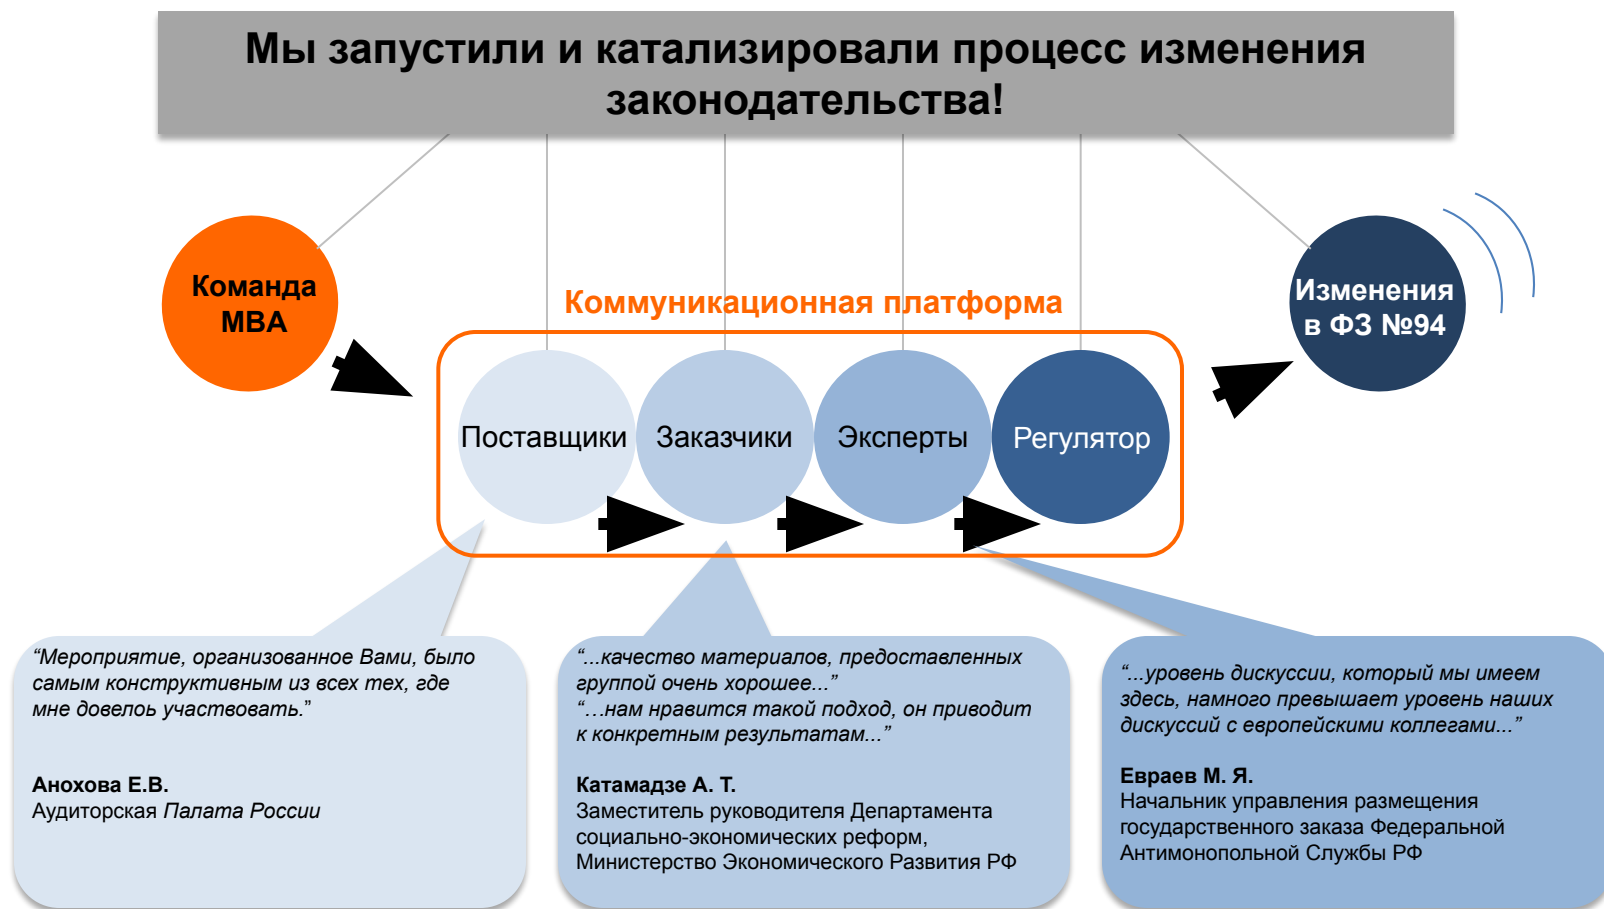 Мы запустили и катализировали процесс изменения
законодательства!
Команда
МВА
Изменения
в ФЗ №94
Коммуникационная платформа
Поставщики
Заказчики
Эксперты
Регулятор
“Мероприятие, организованное Вами, было
самым конструктивным из всех тех, где
мне довелоь участвовать.”
Анохова Е.В.
Аудиторская Палата России
“...качество материалов, предоставленных
группой очень хорошее...”
“…нам нравится такой подход, он приводит
к конкретным результатам...”
Катамадзе А. Т.
Заместитель руководителя Департамента
социально-экономических реформ,
Министерство Экономического Развития РФ
“...уровень дискуссии, который мы имеем
здесь, намного превышает уровень наших
дискуссий с европейскими коллегами...”
Евраев М. Я.
Начальник управления размещения
государственного заказа Федеральной
Антимонопольной Службы РФ